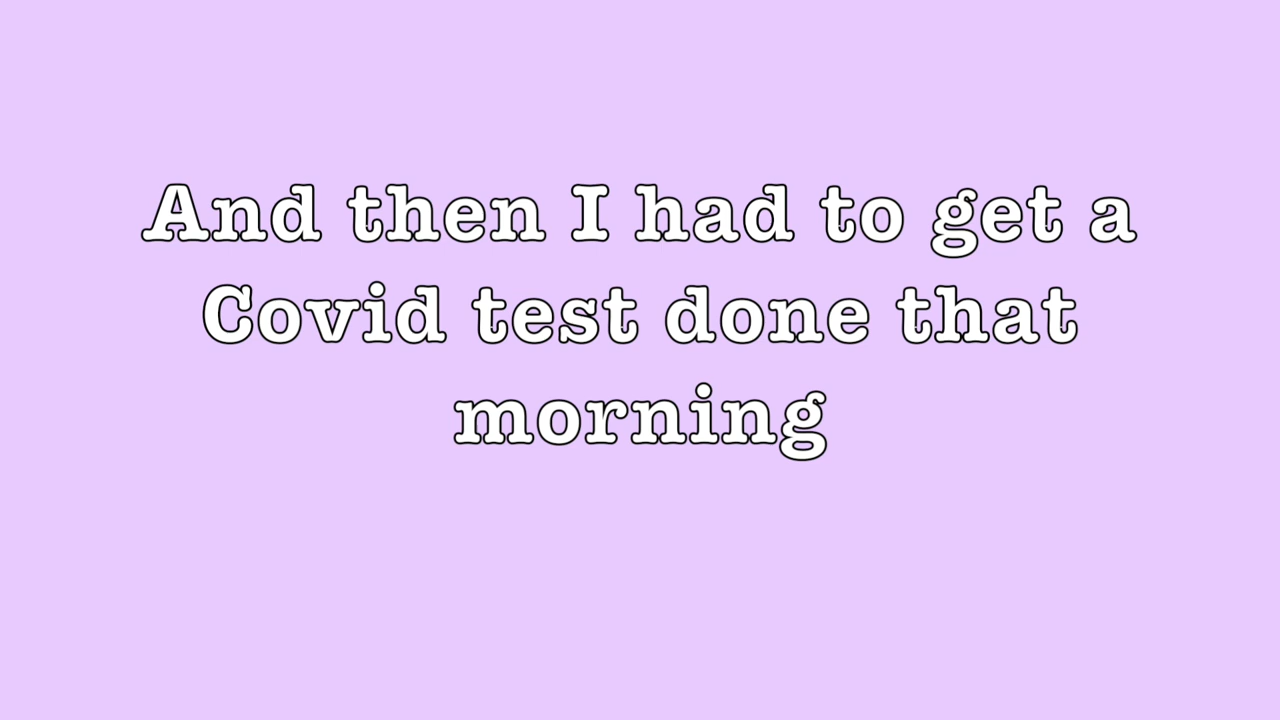 And then I had to get a
Covid test done that
morning